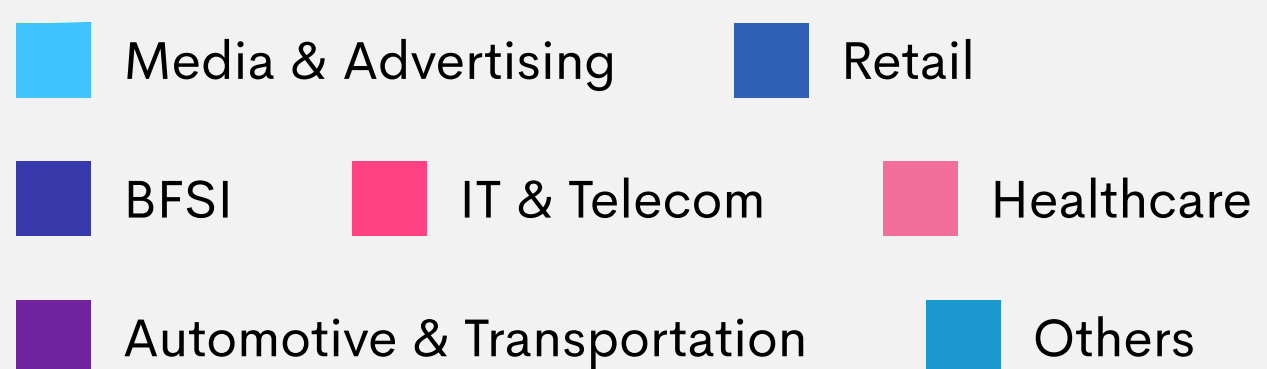 Media & Advertising Retail
BFSI IT & Telecom Healthcare
Automotive & Transportation Others